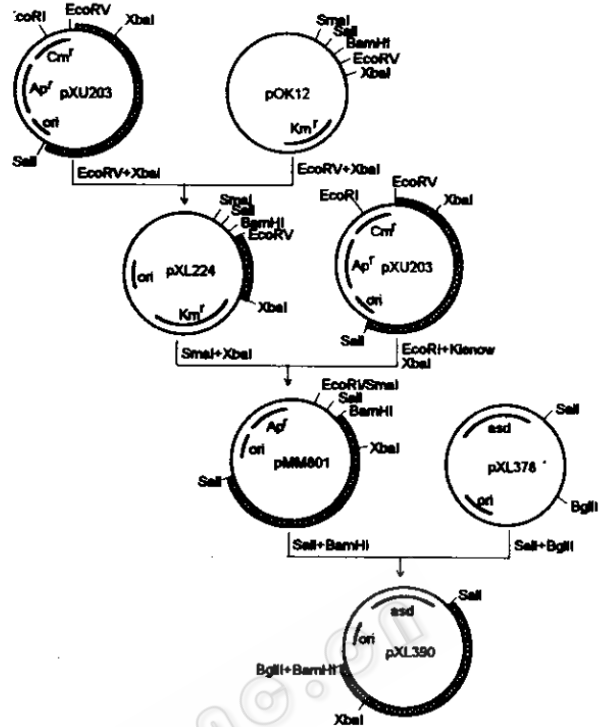 EcoRV
coRI
XbaI
Cmr
Apr
pXU203
ori
SalI
SmaI
SalI
BamHI
EcoRV
XbaI
pOK12
Kmr
EcoRV+XbaI
EcoRV+XbaI
SmaI
SalI
BamHI
EcoRV
ori
pXL224
Kmr
XbaI
EcoRV
EcoRI
XbaI
Cmr
Apr
pXU203
ori
SalI
SmaI+XbaI
EcoRI+Klenow
XbaI
EcoRI/SmaI
SalI
BamHI
Apr
ori
XbaI
pMM801
SalI
SalI
asd
pXL378
ori
BglII
SalI+BamHI
SalI+BglII
SalI
asd
ori
pXL390
BglII+BamHI
XbaI